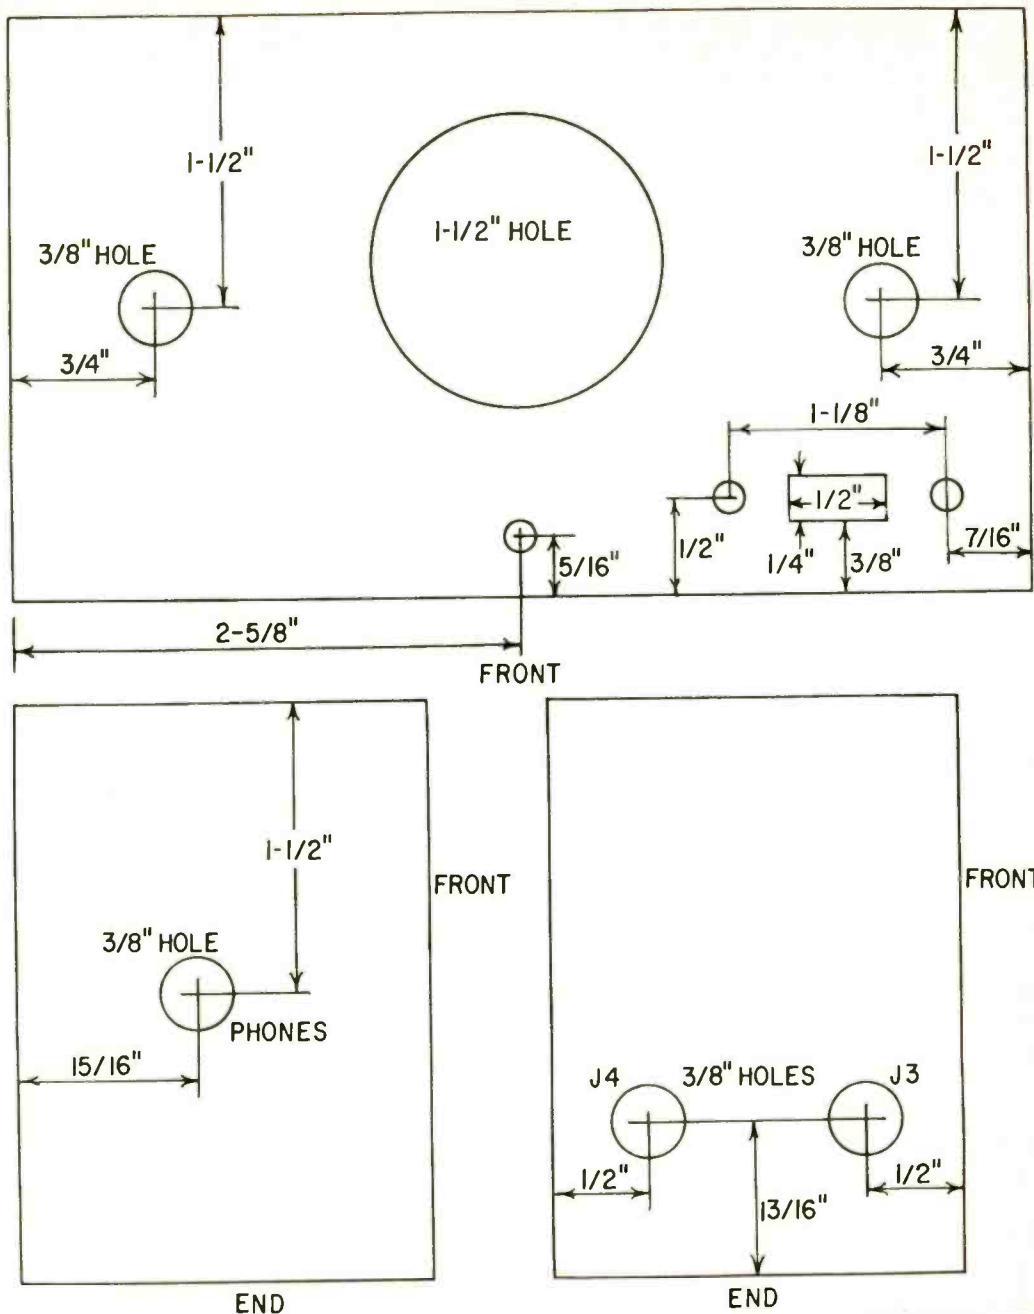 1-1/2"
1-1/2"
1-1/2" HOLE
3/8" HOLE
3/8" HOLE
3/4"
3/4"
1-1/8"
1/2"
5/16"
1/2"
1/4"
3/8"
7/16"
2-5/8"
FRONT
1-1/2"
FRONT
3/8" HOLE
PHONES
15/16"
END
FRONT
J4
3/8" HOLES
J3
1/2"
13/16"
1/2"
END